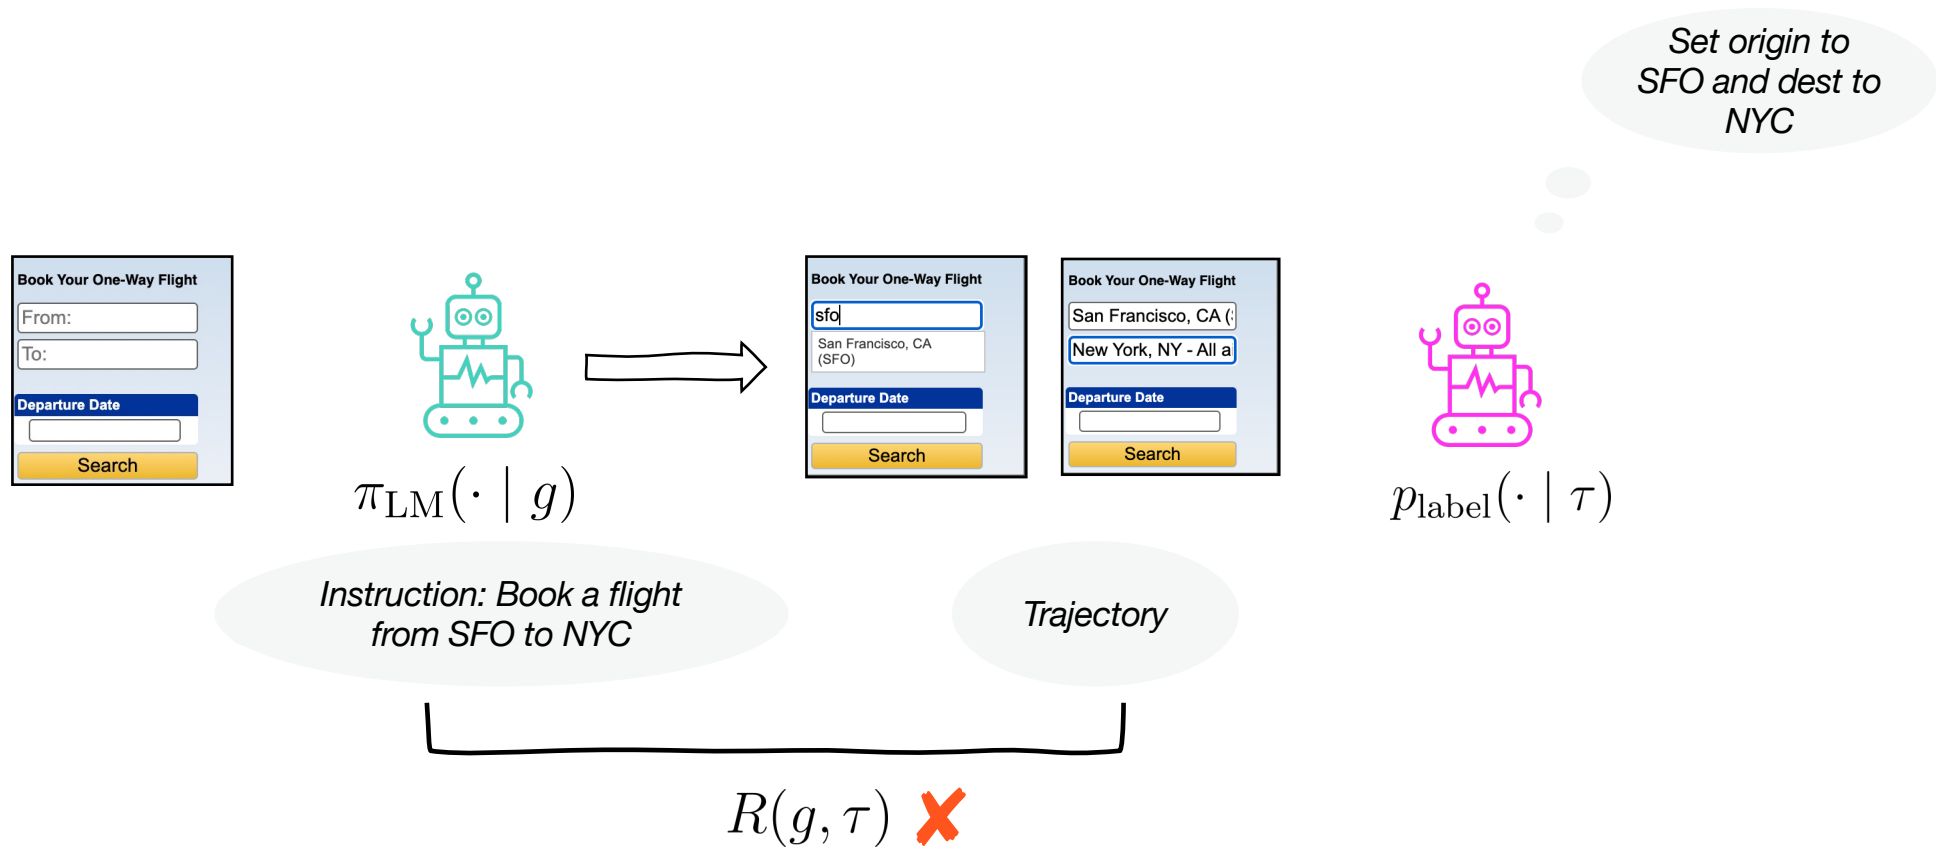 Set origin to
SFO and dest to
NYC
Book Your One-Way Flight
From:
To:
Departure Date
Search
π_LM(· | g)
Book Your One-Way Flight
sfo
San Francisco, CA
(SFO)
Departure Date
Search
Book Your One-Way Flight
San Francisco, CA (
New York, NY - All a
Departure Date
Search
p_label(· | τ)
Instruction: Book a flight
from SFO to NYC
Trajectory
R(g, τ) ✘